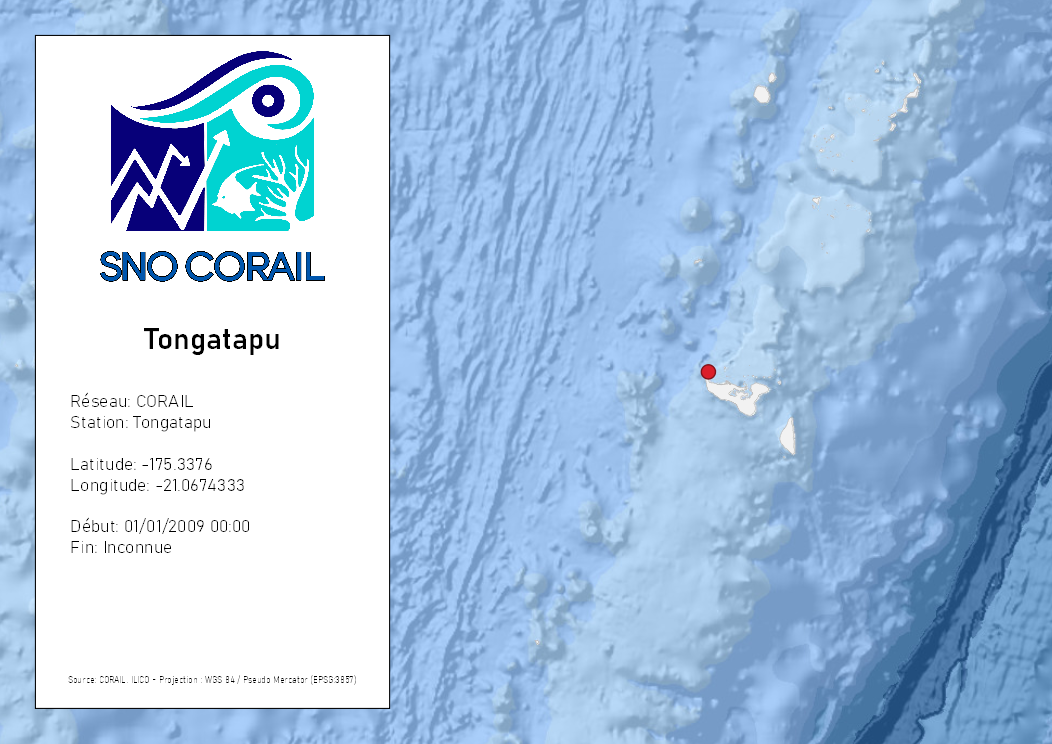 SNO CORAIL
Tongatapu
Réseau: CORAIL
Station: Tongatapu
Latitude: -175.3376
Longitude: -21.0674333
Début: 01/01/2009 00:00
Fin: Inconnue
Source: CORAIL, ILICO - Projection : WGS 84 / Pseudo Mercator (EPSG:3857)